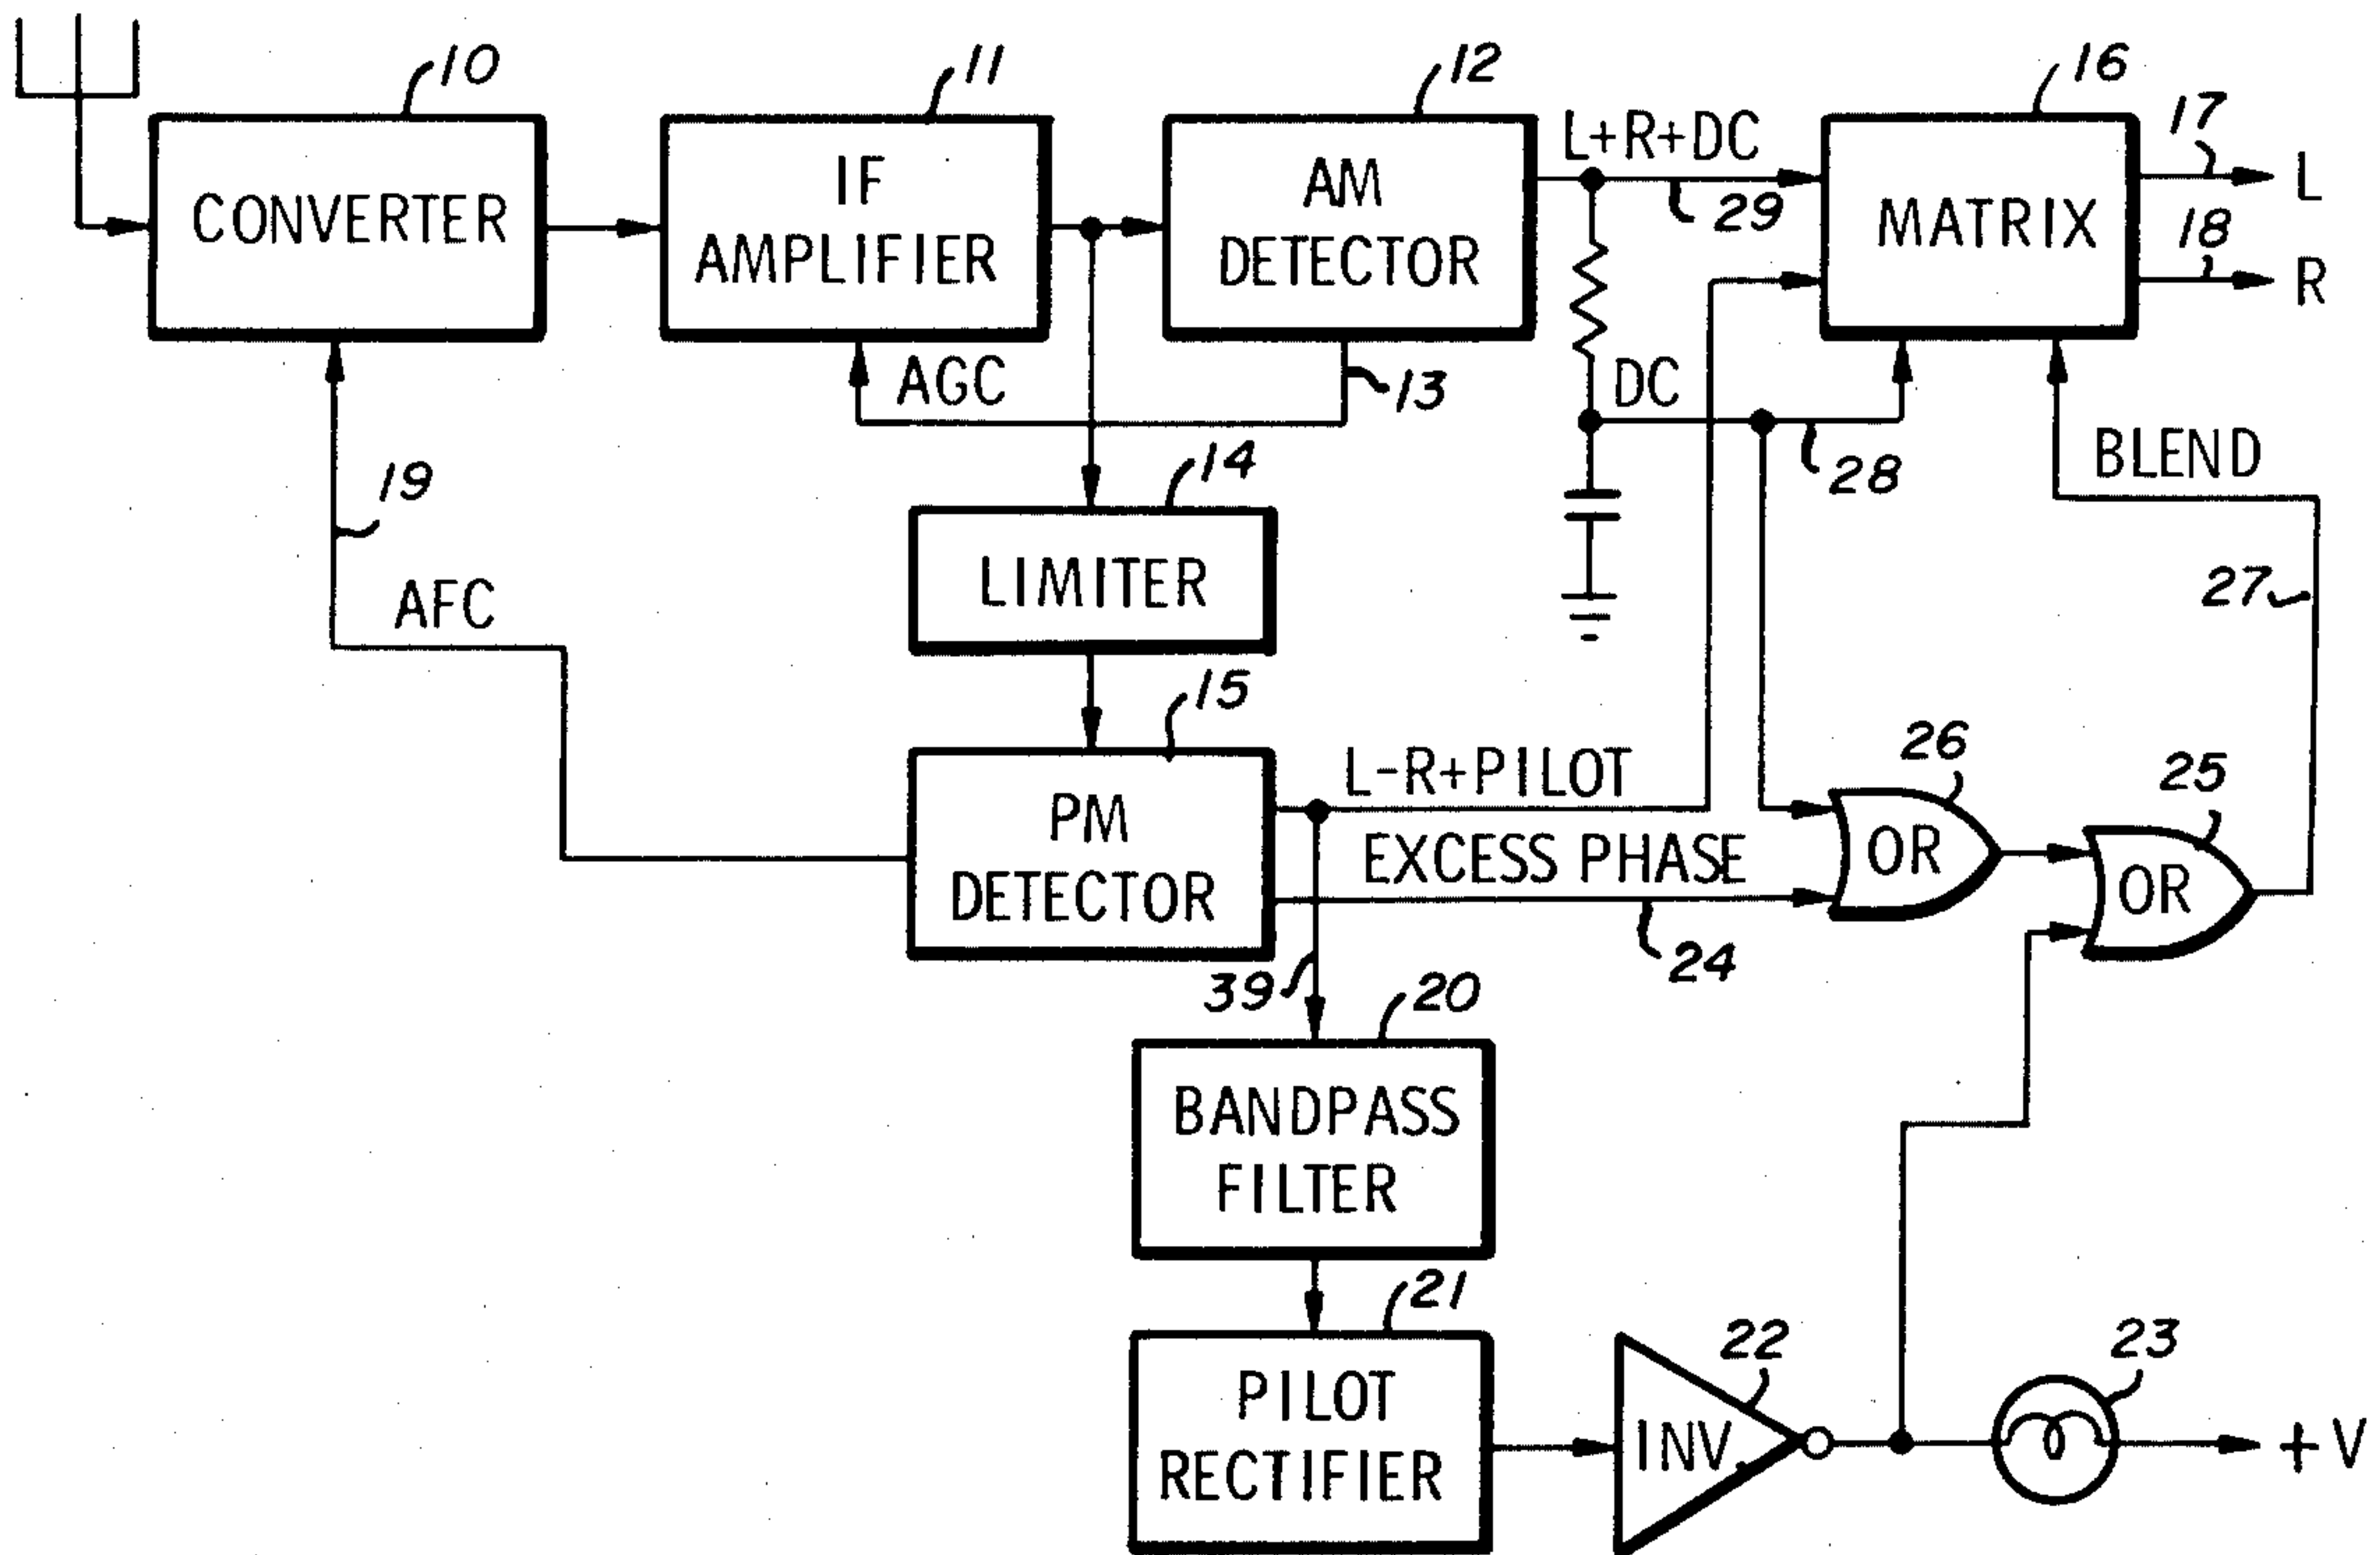 10
11
12
16
CONVERTER
IF
AMPLIFIER
AM
DETECTOR
L+R+DC
29
MATRIX
17
L
18
R
AGC
13
DC
28
BLEND
19
AFC
14
LIMITER
27
15
PM
DETECTOR
L-R+PILOT
EXCESS PHASE
24
26
OR
25
OR
39
20
BANDPASS
FILTER
21
PILOT
RECTIFIER
22
INV.
23
+V